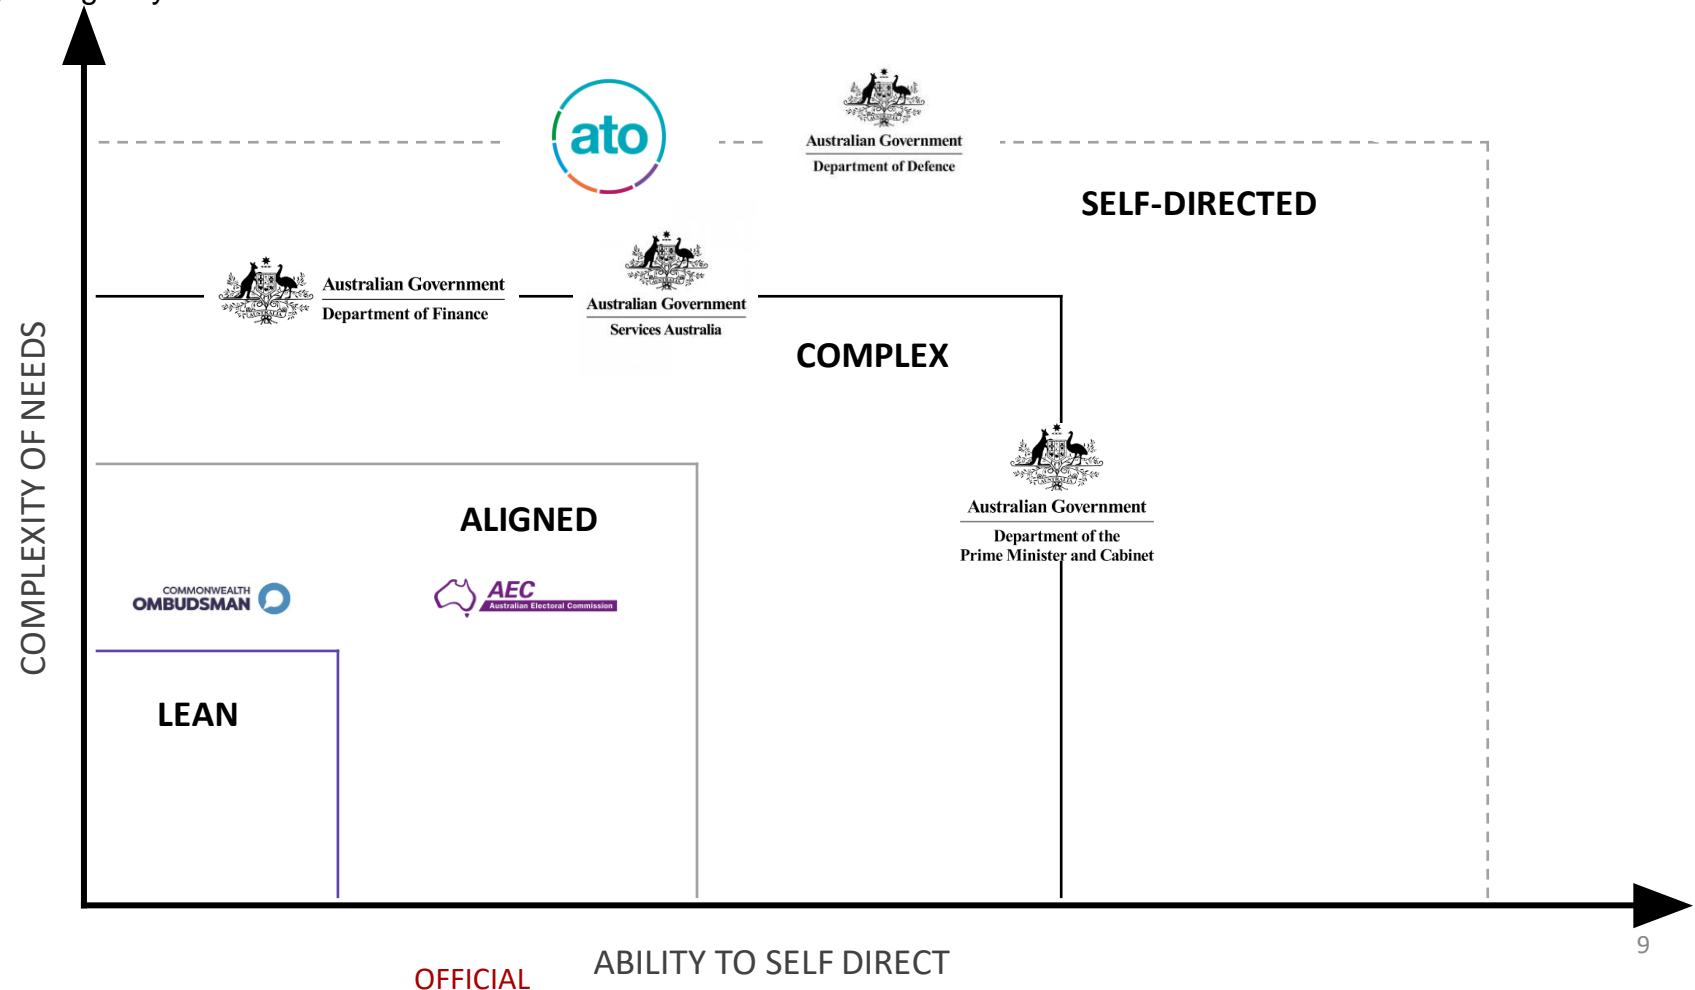 ato
Australian Government
Department of Defence
SELF-DIRECTED
Australian Government
Department of Finance
Australian Government
Services Australia
COMPLEX
COMPLEXITY OF NEEDS
Australian Government
Department of the
Prime Minister and Cabinet
ALIGNED
COMMONWEALTH
OMBUDSMAN
AEC
Australian Electoral Commission
LEAN
ABILITY TO SELF DIRECT
OFFICIAL
9